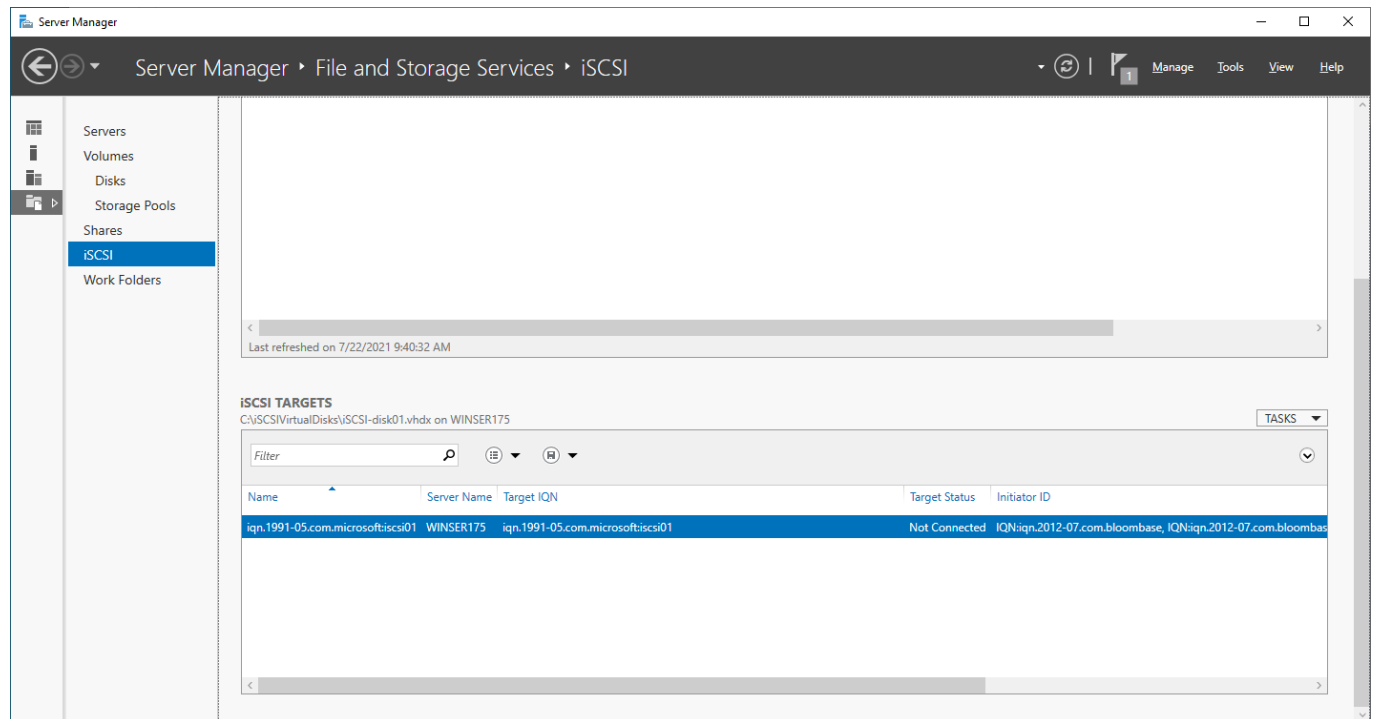 Server Manager
Server Manager ‣ File and Storage Services ‣ iSCSI
1
Manage Tools View Help
Servers
Volumes
Disks
Storage Pools
Shares
iSCSI
Work Folders
Last refreshed on 7/22/2021 9:40:32 AM
iSCSI TARGETS
C:\iSCSIVirtualDisks\iSCSI-disk01.vhdx on WINSER175
TASKS
Filter
Name Server Name Target IQN Target Status Initiator ID
iqn.1991-05.com.microsoft:iscsi01 WINSER175 iqn.1991-05.com.microsoft:iscsi01 Not Connected IQN:iqn.2012-07.com.bloombase, IQN:iqn.2012-07.com.bloombas